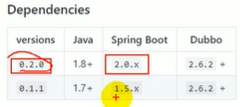 Dependencies
versions Java Spring Boot Dubbo
0.2.0 1.8+ 2.0.x 2.6.2 +
0.1.1 1.7+ 1.5.x 2.6.2 +